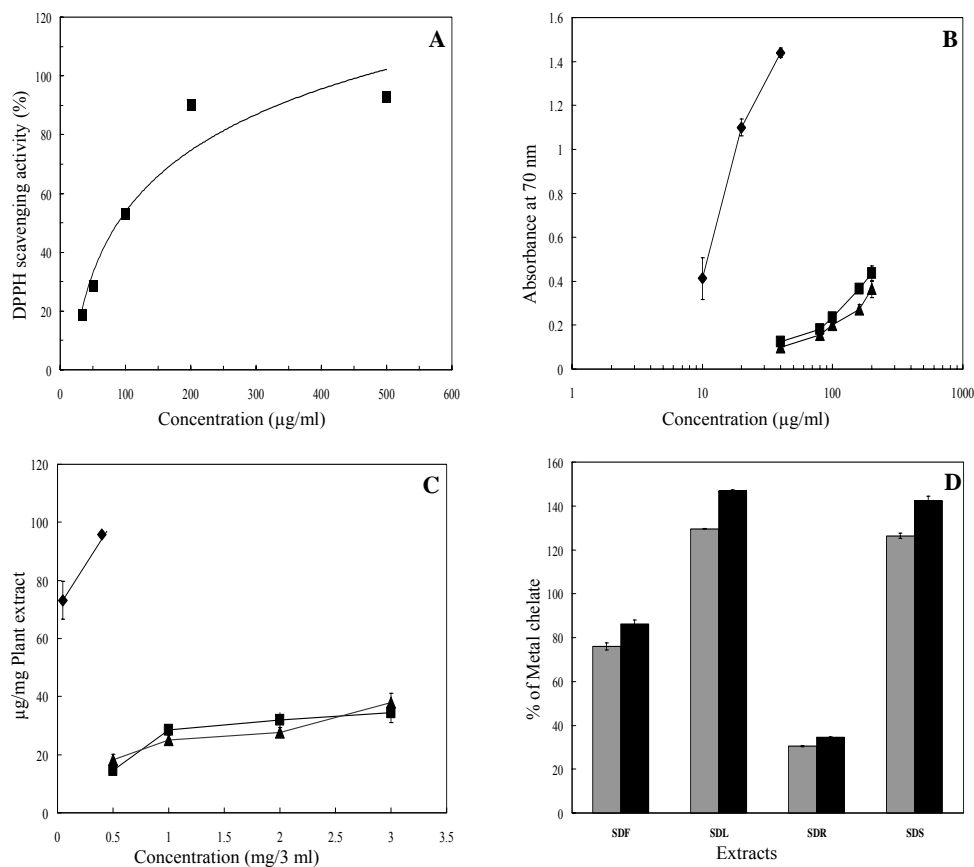 A
120
100
80
60
40
20
0
0 100 200 300 400 500 600
DPPH scavenging activity (%)
Concentration (µg/ml)
B
1.6
1.4
1.2
1
0.8
0.6
0.4
0.2
0
1 10 100 1000
Absorbance at 70 nm
Concentration (µg/ml)
C
120
100
80
60
40
20
0
0 0.5 1 1.5 2 2.5 3 3.5
µg/mg Plant extract
Concentration (mg/3 ml)
D
160
140
120
100
80
60
40
20
0
SDF SDL SDR SDS
% of Metal chelate
Extracts